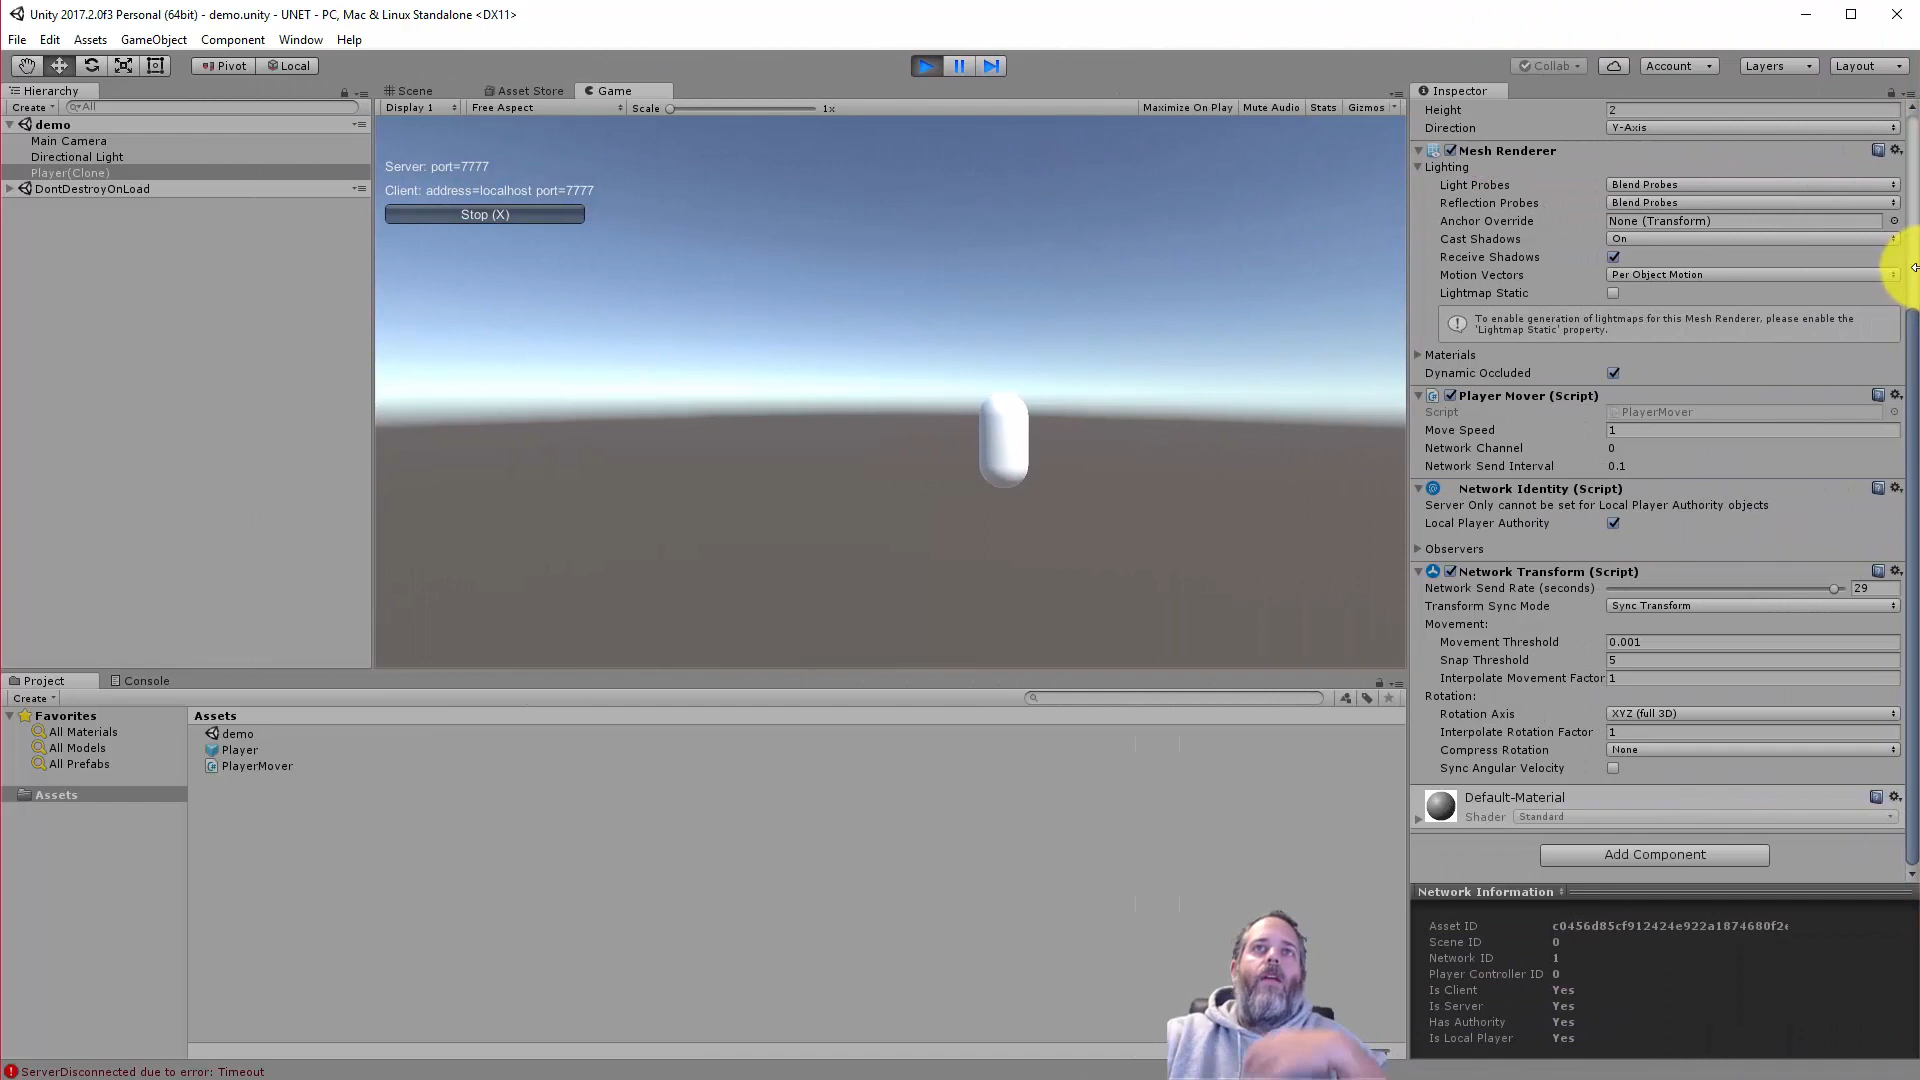 Unity 2017.2.0f3 Personal (64bit) - demo.unity - UNET - PC, Mac & Linux Standalone <DX11>
File Edit Assets GameObject Component Window Help
Pivot Local Collab Account Layers Layout
Hierarchy
Create All
demo
Main Camera
Directional Light
Player(Clone)
DontDestroyOnLoad
Scene Asset Store Game
Display 1 Free Aspect Scale 1x Maximize On Play Mute Audio Stats Gizmos
Server: port=7777
Client: address=localhost port=7777
Stop (X)
Project Console
Create
Favorites
All Materials
All Models
All Prefabs
Assets
Assets
demo
Player
PlayerMover
Inspector
Height 2
Direction Y-Axis
Mesh Renderer
Lighting
Light Probes Blend Probes
Reflection Probes Blend Probes
Anchor Override None (Transform)
Cast Shadows On
Receive Shadows
Motion Vectors Per Object Motion
Lightmap Static
To enable generation of lightmaps for this Mesh Renderer, please enable the
'Lightmap Static' property.
Materials
Dynamic Occluded
Player Mover (Script)
Script PlayerMover
Move Speed 1
Network Channel 0
Network Send Interval 0.1
Network Identity (Script)
Server Only cannot be set for Local Player Authority objects
Local Player Authority
Observers
Network Transform (Script)
Network Send Rate (seconds) 29
Transform Sync Mode Sync Transform
Movement:
Movement Threshold 0.001
Snap Threshold 5
Interpolate Movement Factor 1
Rotation:
Rotation Axis XYZ (full 3D)
Interpolate Rotation Factor 1
Compress Rotation None
Sync Angular Velocity
Default-Material
Shader Standard
Add Component
Network Information
Asset ID
Scene ID 0
Network ID 1
Player Controller ID 0
Is Client Yes
Is Server Yes
Has Authority Yes
Is Local Player Yes
ServerDisconnected due to error: Timeout